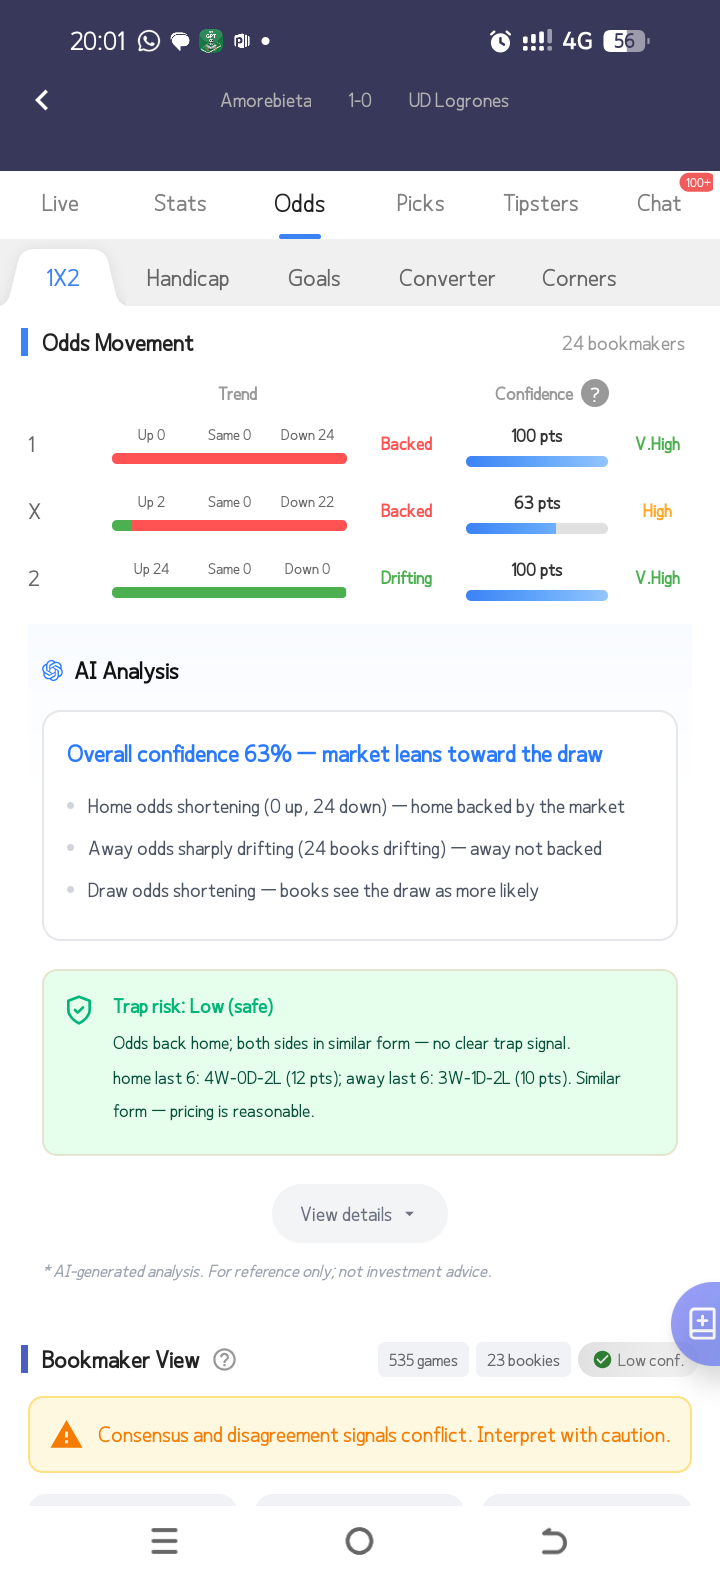 20:01 4G 56
Amorebieta 1-0 UD Logrones
100+
Live Stats Odds Picks Tipsters Chat
1X2 Handicap Goals Converter Corners
Odds Movement 24 bookmakers
Trend Confidence ?
Up 0 Same 0 Down 24 100 pts
1 Backed V.High
Up 2 Same 0 Down 22 63 pts
X Backed High
Up 24 Same 0 Down 0 100 pts
2 Drifting V.High
AI Analysis
Overall confidence 63% — market leans toward the draw
Home odds shortening (0 up, 24 down) — home backed by the market
Away odds sharply drifting (24 books drifting) — away not backed
Draw odds shortening — books see the draw as more likely
Trap risk: Low (safe)
Odds back home; both sides in similar form — no clear trap signal.
home last 6: 4W-0D-2L (12 pts); away last 6: 3W-1D-2L (10 pts). Similar
form — pricing is reasonable.
View details
* AI-generated analysis. For reference only; not investment advice.
Bookmaker View ? 535 games 23 bookies Low conf.
Consensus and disagreement signals conflict. Interpret with caution.